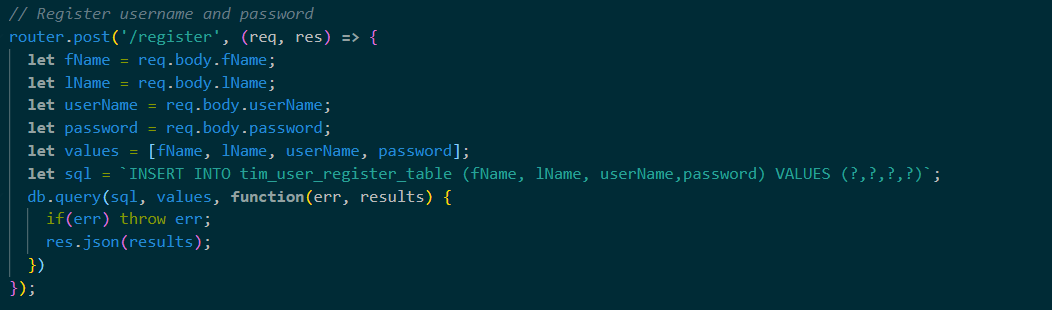 // Register username and password
router.post('/register', (req, res) => {
let fName = req.body.fName;
let lName = req.body.lName;
let userName = req.body.userName;
let password = req.body.password;
let values = [fName, lName, userName, password];
let sql = `INSERT INTO tim_user_register_table (fName, lName, userName,password) VALUES (?,?,?,?)`;
db.query(sql, values, function(err, results) {
if(err) throw err;
res.json(results);
})
});